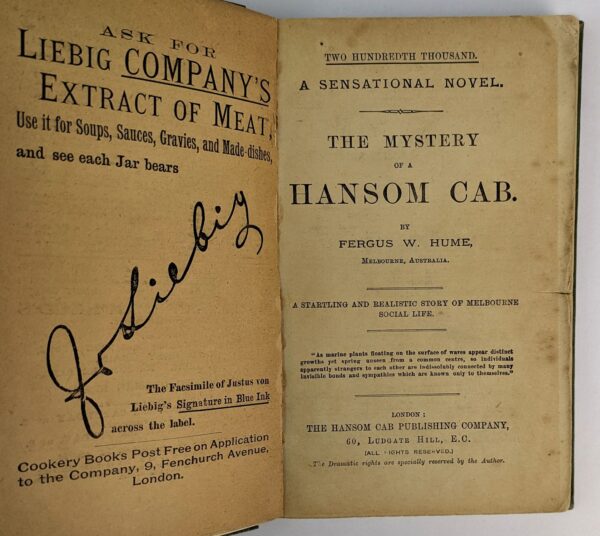 ASK FOR
LIEBIG COMPANY'S
EXTRACT OF MEAT,
Use it for Soups, Sauces, Gravies, and Made-dishes,
and see each Jar bears
J v Liebig
The Facsimile of Justus von
Liebig's Signature in Blue Ink
across the label.
Cookery Books Post Free on Application
to the Company, 9, Fenchurch Avenue,
London.
TWO HUNDREDTH THOUSAND.
A SENSATIONAL NOVEL.
THE MYSTERY
OF A
HANSOM CAB.
BY
FERGUS W. HUME,
MELBOURNE, AUSTRALIA.
A STARTLING AND REALISTIC STORY OF MELBOURNE
SOCIAL LIFE.
"As marine plants floating on the surface of waves appear distinct
growths yet spring unseen from a common centre, so individuals
apparently strangers to each other are indissolubly connected by many
invisible bonds and sympathies which are known only to themselves."
LONDON:
THE HANSOM CAB PUBLISHING COMPANY,
60, LUDGATE HILL, E.C.
(ALL RIGHTS RESERVED.)
The Dramatic rights are specially reserved by the Author.